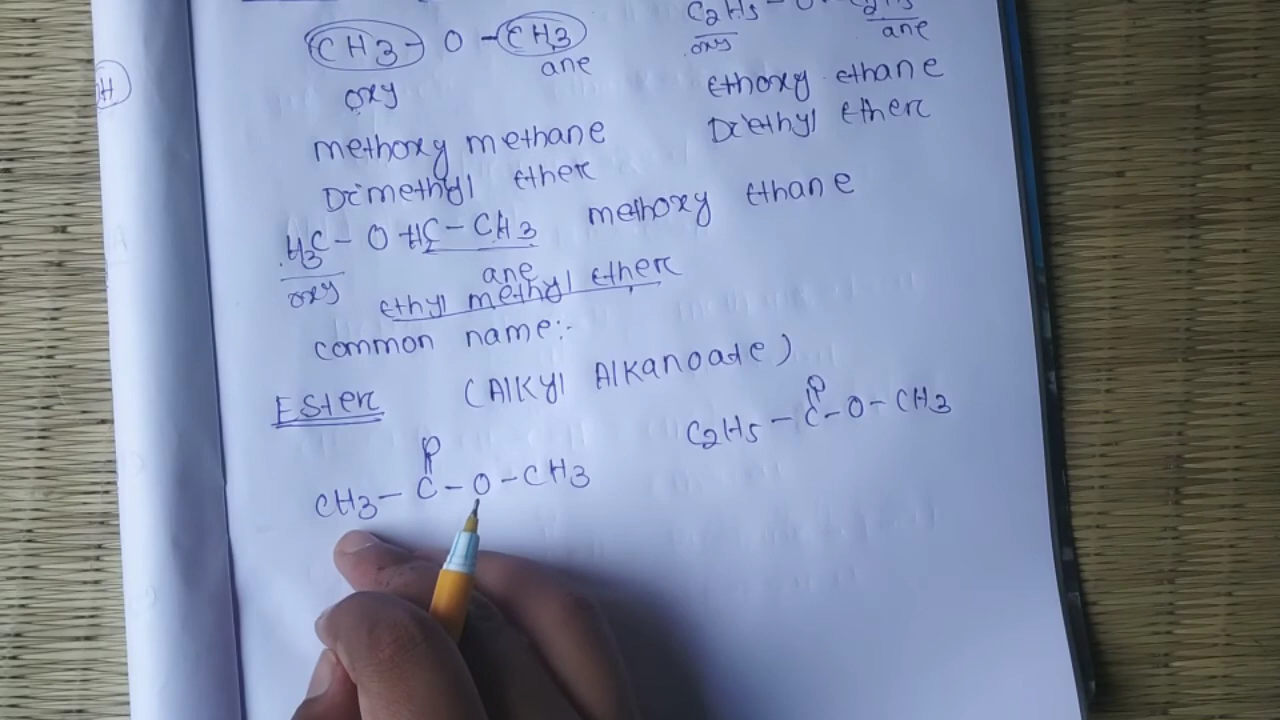 CH3 - O - CH3
C2H5 - O - C2H5
oxy
ane
oxy
ane
methoxy methane
Ethoxy ethane
Dimethyl ether
Diethyl ether
H3C - O - H2C - CH3
methoxy Ethane
oxy
ane
Ethyl methyl ether
common name:-
Ester
(Alkyl Alkanoate)
CH3 - C - O - CH3
O
C2H5 - C - O - CH3
O
H